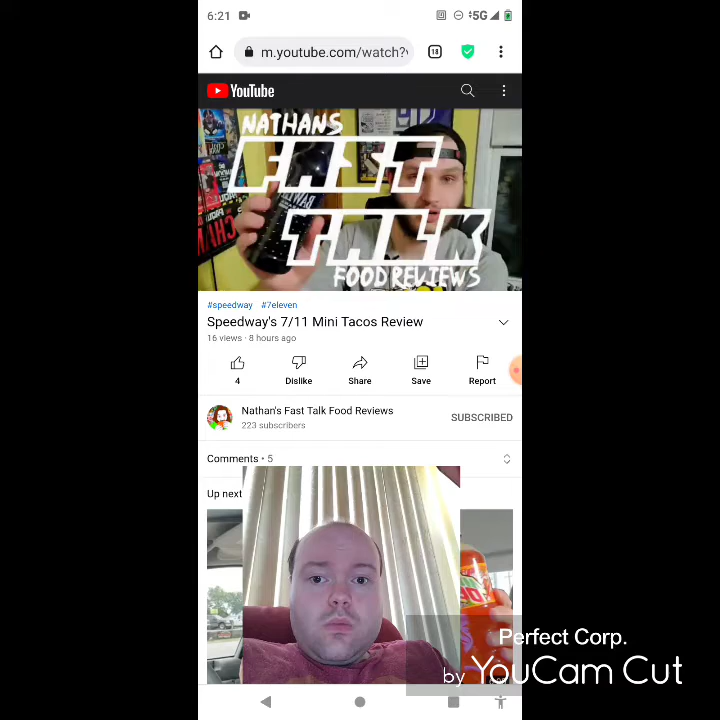 6:21
5G
m.youtube.com/watch?v
18
YouTube
NATHANS
FAST
TALK
FOOD REVIEWS
#speedway #7eleven
Speedway's 7/11 Mini Tacos Review
16 views · 8 hours ago
4
Dislike
Share
Save
Report
Nathan's Fast Talk Food Reviews
223 subscribers
SUBSCRIBED
Comments • 5
Up next
Perfect Corp.
by YouCam Cut